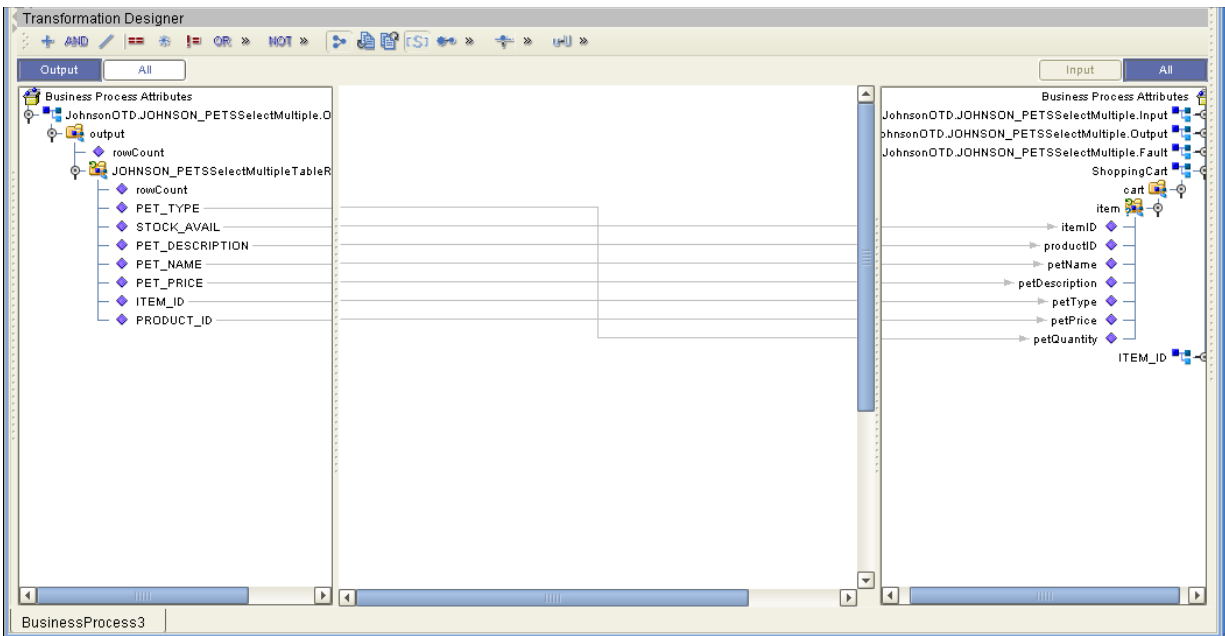 Transformation Designer
AND == != OR » NOT » [S] » » »
Output All Input All
Business Process Attributes
JohnsonOTD.JOHNSON_PETSSelectMultiple.O
output
rowCount
JOHNSON_PETSSelectMultipleTableR
rowCount
PET_TYPE
STOCK_AVAIL
PET_DESCRIPTION
PET_NAME
PET_PRICE
ITEM_ID
PRODUCT_ID
Business Process Attributes
JohnsonOTD.JOHNSON_PETSSelectMultiple.Input
ohnsonOTD.JOHNSON_PETSSelectMultiple.Output
JohnsonOTD.JOHNSON_PETSSelectMultiple.Fault
ShoppingCart
cart
item
itemID
productID
petName
petDescription
petType
petPrice
petQuantity
ITEM_ID
BusinessProcess3